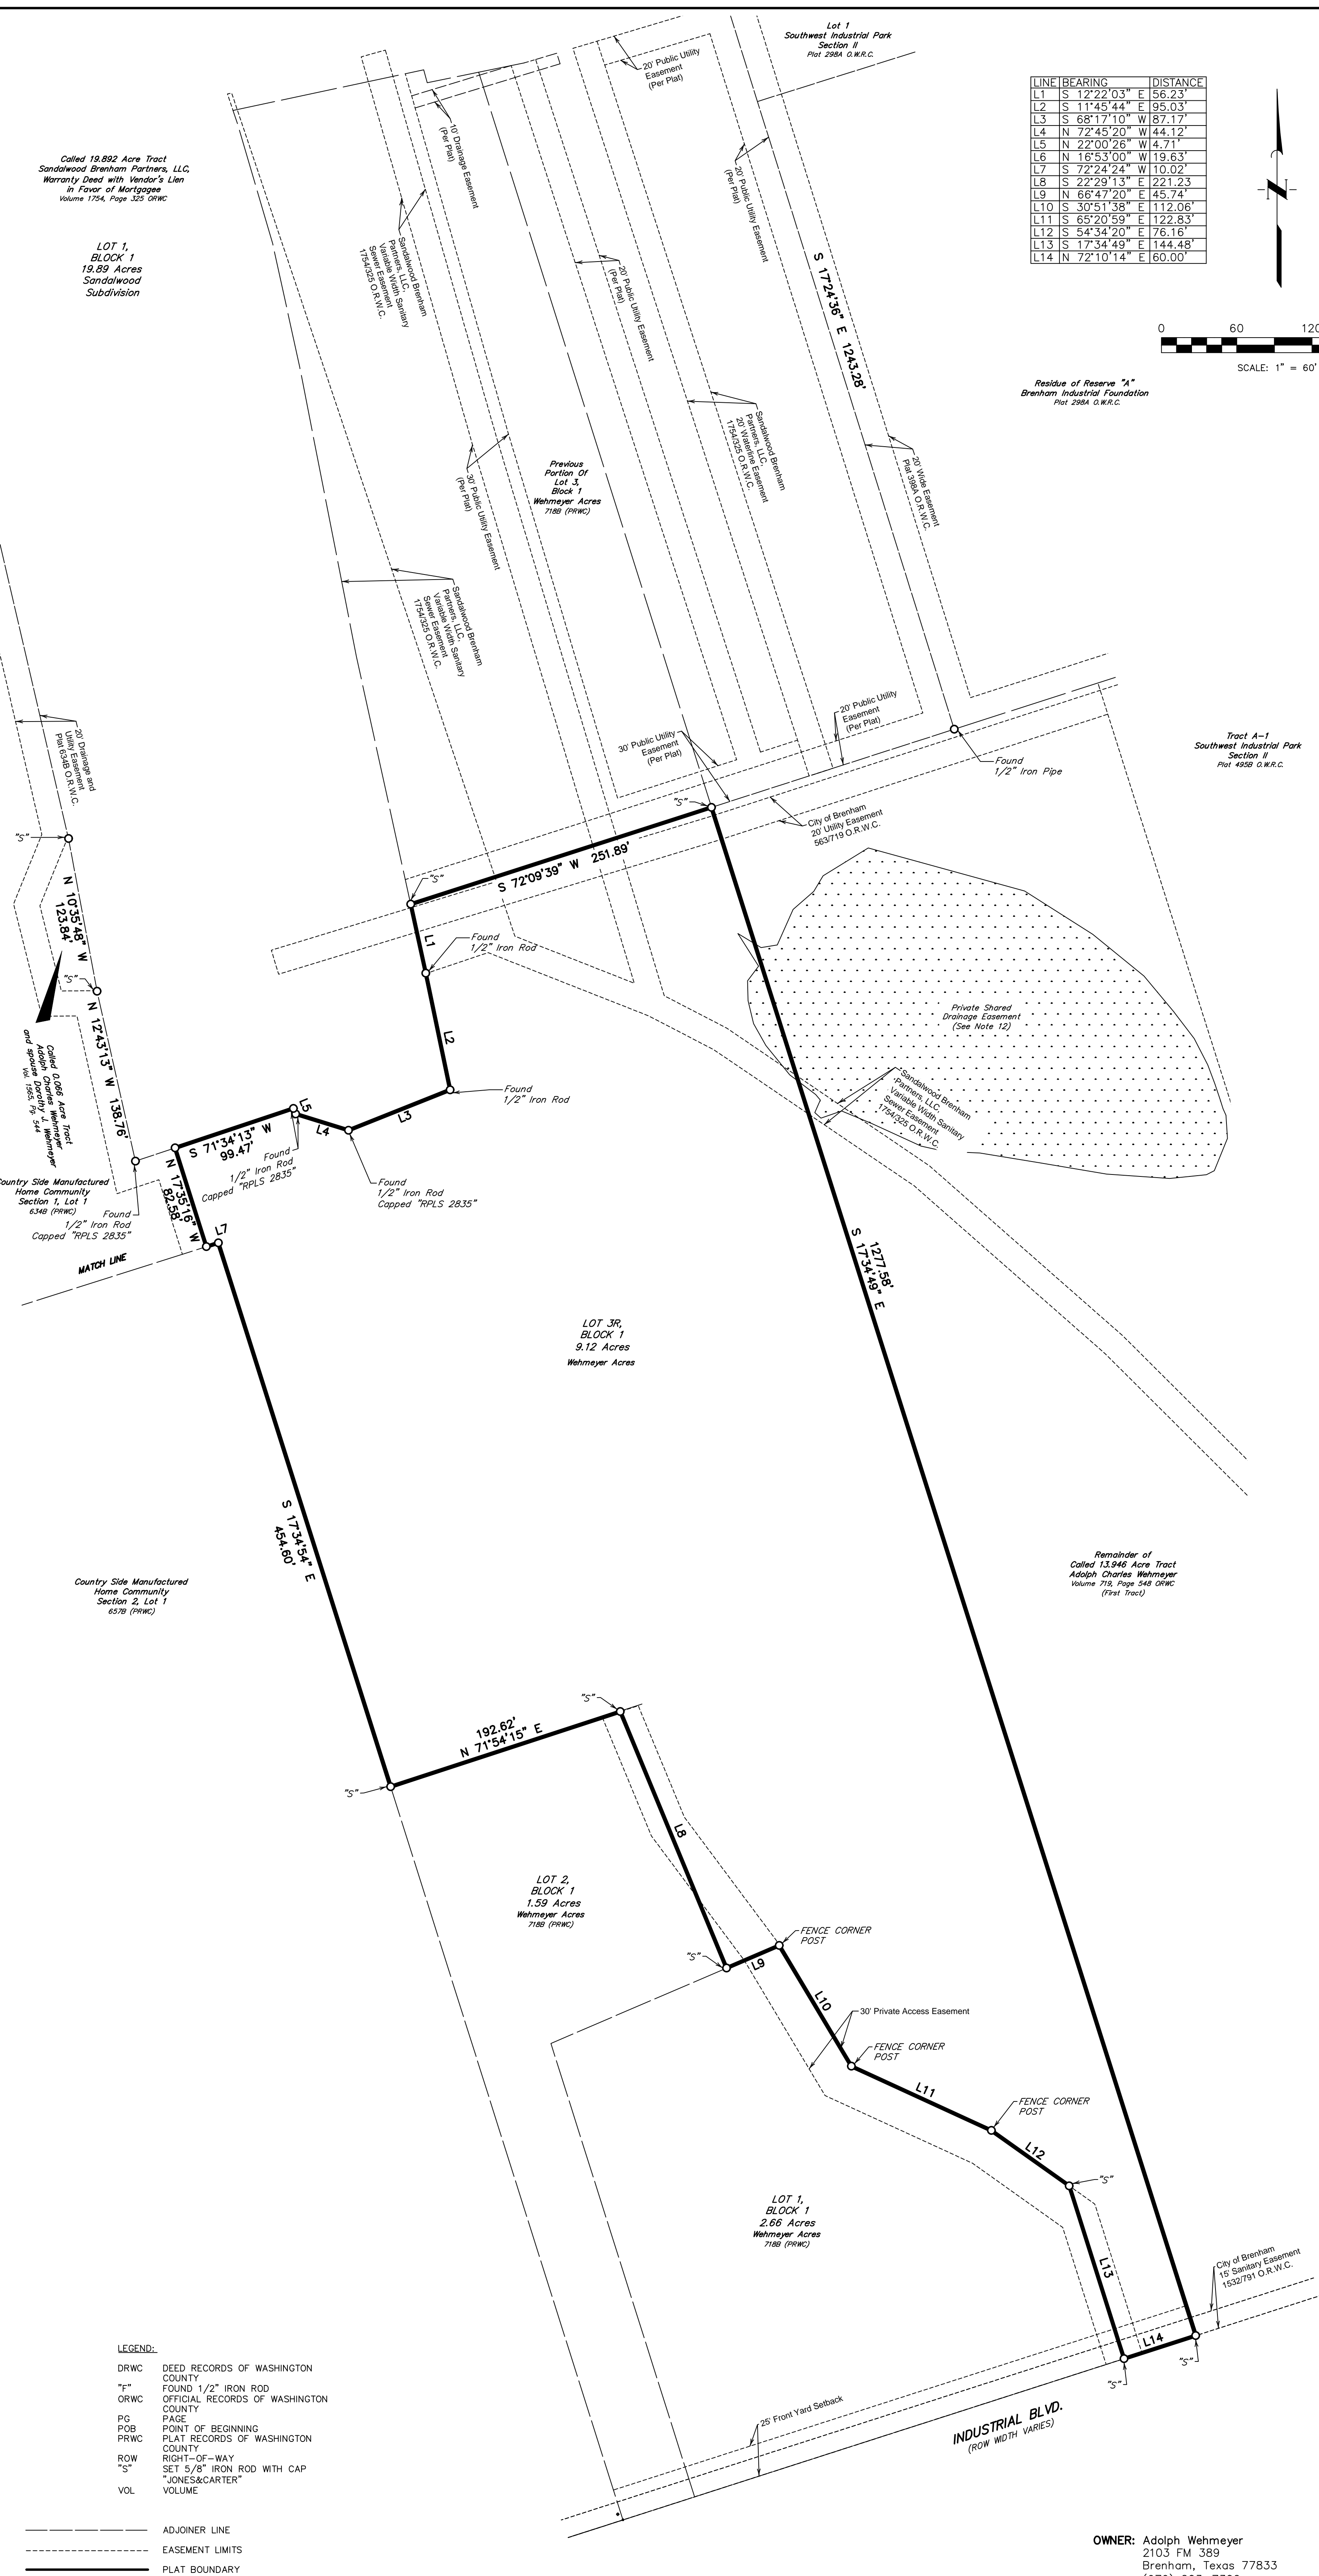 Lot 1
Southwest Industrial Park
Section II
Plat 298A O.W.R.C.
20' Public Utility
Easement
(Per Plat)
LINE BEARING DISTANCE
L1 S 12°22'03" E 56.23'
L2 S 11°45'44" E 95.03'
L3 S 68°17'10" W 87.17'
L4 N 72°45'20" W 44.12'
L5 N 22°00'26" W 4.71'
L6 N 16°53'00" W 19.63'
L7 S 72°24'24" W 10.02'
L8 S 22°29'13" E 221.23
L9 N 66°47'20" E 45.74'
L10 S 30°51'38" E 112.06'
L11 S 65°20'59" E 122.83'
L12 S 54°34'20" E 76.16'
L13 S 17°34'49" E 144.48'
L14 N 72°10'14" E 60.00'
N
0 60 120
SCALE: 1" = 60'
Called 19.892 Acre Tract
Sandalwood Brenham Partners, LLC,
Warranty Deed with Vendor's Lien
in Favor of Mortgagee
Volume 1754, Page 325 ORWC
LOT 1,
BLOCK 1
19.89 Acres
Sandalwood
Subdivision
10' Drainage Easement
(Per Plat)
20' Public Utility Easement
(Per Plat)
Sandalwood Brenham
Partners, LLC,
Variable Width Sanitary
Sewer Easement
1754/325 O.R.W.C.
20' Public Utility Easement
(Per Plat)
S 17°24'36" E 1243.28'
Residue of Reserve "A"
Brenham Industrial Foundation
Plat 298A O.W.R.C.
Sandalwood Brenham
Partners, LLC,
20' Waterline Easement
1754/325 O.R.W.C.
20' Wide Easement
Plat 398A O.R.W.C.
Previous
Portion Of
Lot 3,
Block 1
Wehmeyer Acres
718B (PRWC)
30' Public Utility Easement
(Per Plat)
Sandalwood Brenham
Partners, LLC,
Variable Width Sanitary
Sewer Easement
1754/325 O.R.W.C.
20' Drainage and
Utility Easement
Plat 634B O.R.W.C.
20' Public Utility
Easement
(Per Plat)
30' Public Utility
Easement
(Per Plat)
Found
1/2" Iron Pipe
Tract A-1
Southwest Industrial Park
Section II
Plat 495B O.W.R.C.
"S"
"S"
City of Brenham
20' Utility Easement
563/719 O.R.W.C.
S 72°09'39" W 251.89'
"S"
N 10°35'48" W
123.84'
L1
Found
1/2" Iron Rod
"S"
N 12°43'13" W 138.76'
Private Shared
Drainage Easement
(See Note 12)
L2
Called 0.066 Acre Tract
Adolph Charles Wehmeyer
and spouse Dorothy J. Wehmeyer
Vol. 1565, Pg. 544
Found
1/2" Iron Rod
Sandalwood Brenham
Partners, LLC,
Variable Width Sanitary
Sewer Easement
1754/325 O.R.W.C.
L5
L4
L3
S 71°34'13" W
99.47'
Found
1/2" Iron Rod
Capped "RPLS 2835"
Found
1/2" Iron Rod
Capped "RPLS 2835"
Country Side Manufactured
Home Community
Section 1, Lot 1
634B (PRWC)
Found
1/2" Iron Rod
Capped "RPLS 2835"
N 17°35'16" W
82.58'
L7
MATCH LINE
1277.58'
S 17°34'49" E
LOT 3R,
BLOCK 1
9.12 Acres
Wehmeyer Acres
S 17°34'54" E
454.60'
Country Side Manufactured
Home Community
Section 2, Lot 1
657B (PRWC)
Remainder of
Called 13.946 Acre Tract
Adolph Charles Wehmeyer
Volume 719, Page 548 ORWC
(First Tract)
"S"
192.62'
N 71°54'15" E
"S"
L8
LOT 2,
BLOCK 1
1.59 Acres
Wehmeyer Acres
718B (PRWC)
FENCE CORNER
POST
"S"
L9
L10
30' Private Access Easement
FENCE CORNER
POST
L11
FENCE CORNER
POST
L12
"S"
LOT 1,
BLOCK 1
2.66 Acres
Wehmeyer Acres
718B (PRWC)
L13
City of Brenham
15' Sanitary Easement
1532/791 O.R.W.C.
L14
"S"
"S"
25' Front Yard Setback
INDUSTRIAL BLVD.
(ROW WIDTH VARIES)
LEGEND:
DRWC DEED RECORDS OF WASHINGTON
COUNTY
"F" FOUND 1/2" IRON ROD
ORWC OFFICIAL RECORDS OF WASHINGTON
COUNTY
PG PAGE
POB POINT OF BEGINNING
PRWC PLAT RECORDS OF WASHINGTON
COUNTY
ROW RIGHT-OF-WAY
"S" SET 5/8" IRON ROD WITH CAP
"JONES&CARTER"
VOL VOLUME
ADJOINER LINE
EASEMENT LIMITS
PLAT BOUNDARY
OWNER: Adolph Wehmeyer
2103 FM 389
Brenham, Texas 77833